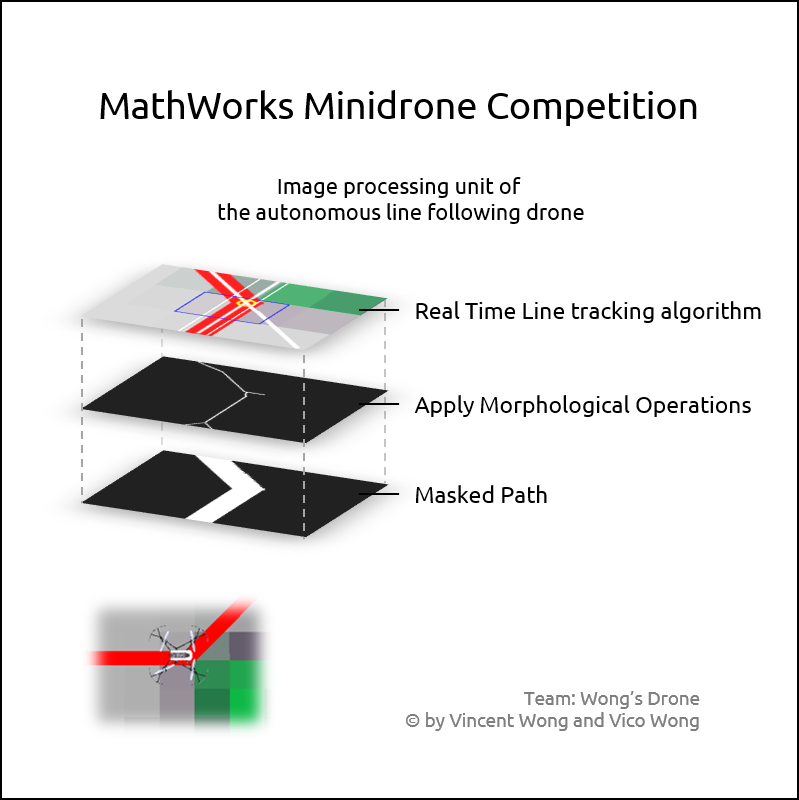 MathWorks Minidrone Competition
Image processing unit of
the autonomous line following drone
Real Time Line tracking algorithm
Apply Morphological Operations
Masked Path
Team: Wong's Drone
© by Vincent Wong and Vico Wong